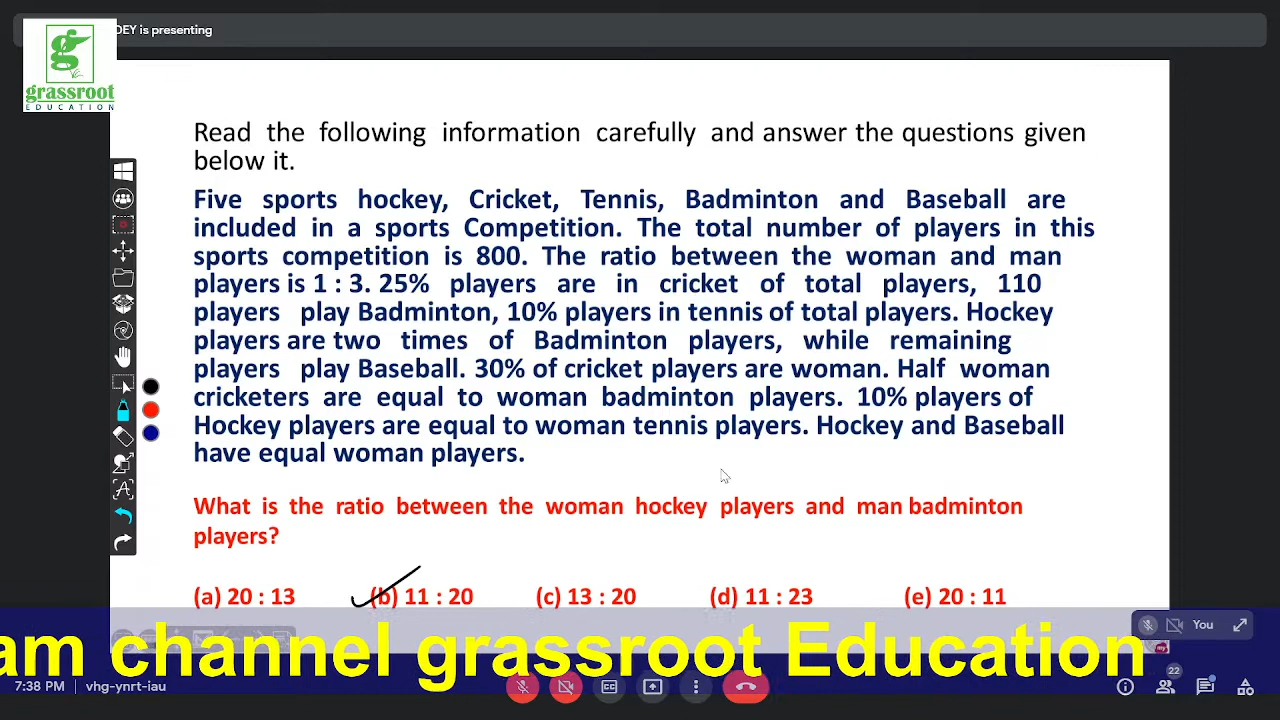 DEY is presenting
grassroot
EDUCATION
Read the following information carefully and answer the questions given
below it.
Five sports hockey, Cricket, Tennis, Badminton and Baseball are
included in a sports Competition. The total number of players in this
sports competition is 800. The ratio between the woman and man
players is 1 : 3. 25% players are in cricket of total players, 110
players play Badminton, 10% players in tennis of total players. Hockey
players are two times of Badminton players, while remaining
players play Baseball. 30% of cricket players are woman. Half woman
cricketers are equal to woman badminton players. 10% players of
Hockey players are equal to woman tennis players. Hockey and Baseball
have equal woman players.
What is the ratio between the woman hockey players and man badminton
players?
(a) 20 : 13 (b) 11 : 20 (c) 13 : 20 (d) 11 : 23 (e) 20 : 11
You
am channel grassroot Education
7:38 PM vhg-ynrt-iau
22